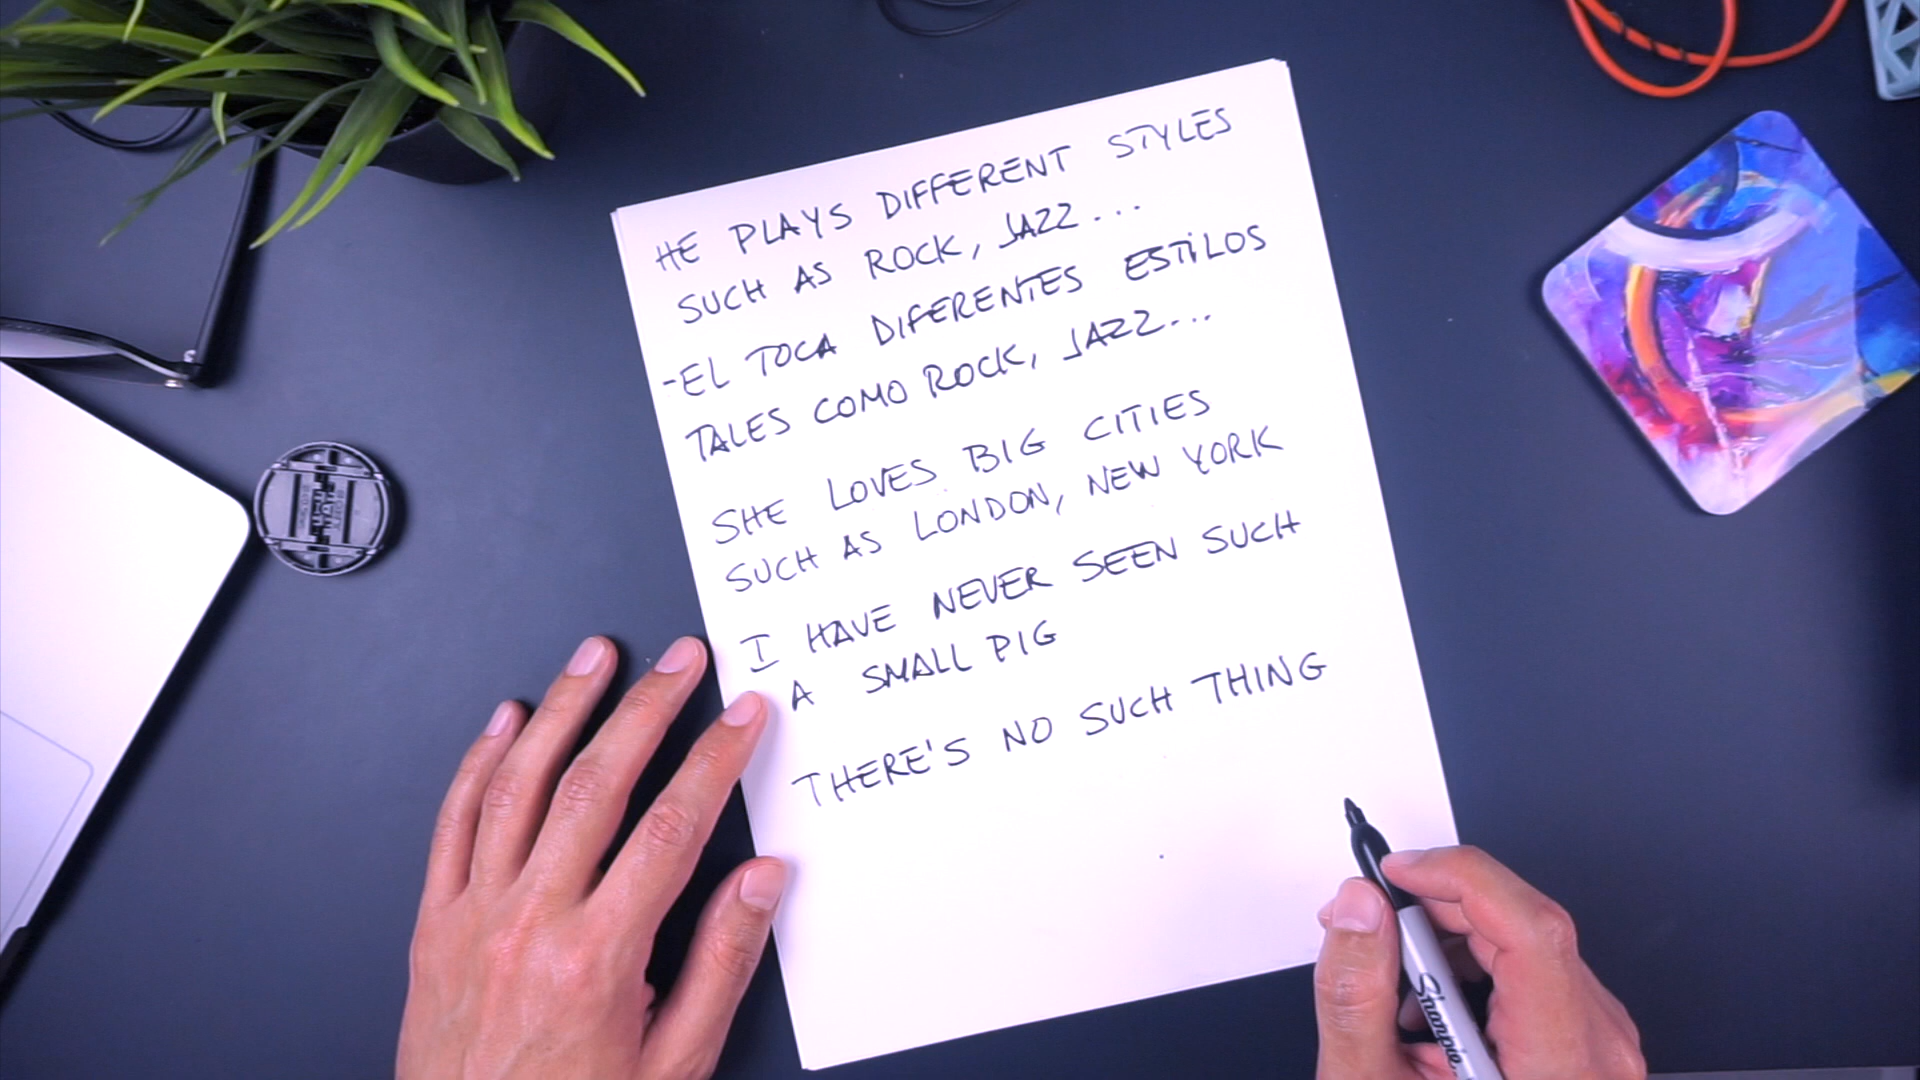 HE PLAYS DIFFERENT STYLES
SUCH AS ROCK, JAZZ...
-EL TOCA DIFERENTES ESTILOS
TALES COMO ROCK, JAZZ...
SHE LOVES BIG CITIES
SUCH AS LONDON, NEW YORK
I HAVE NEVER SEEN SUCH
A SMALL PIG
THERE'S NO SUCH THING
Sharpie